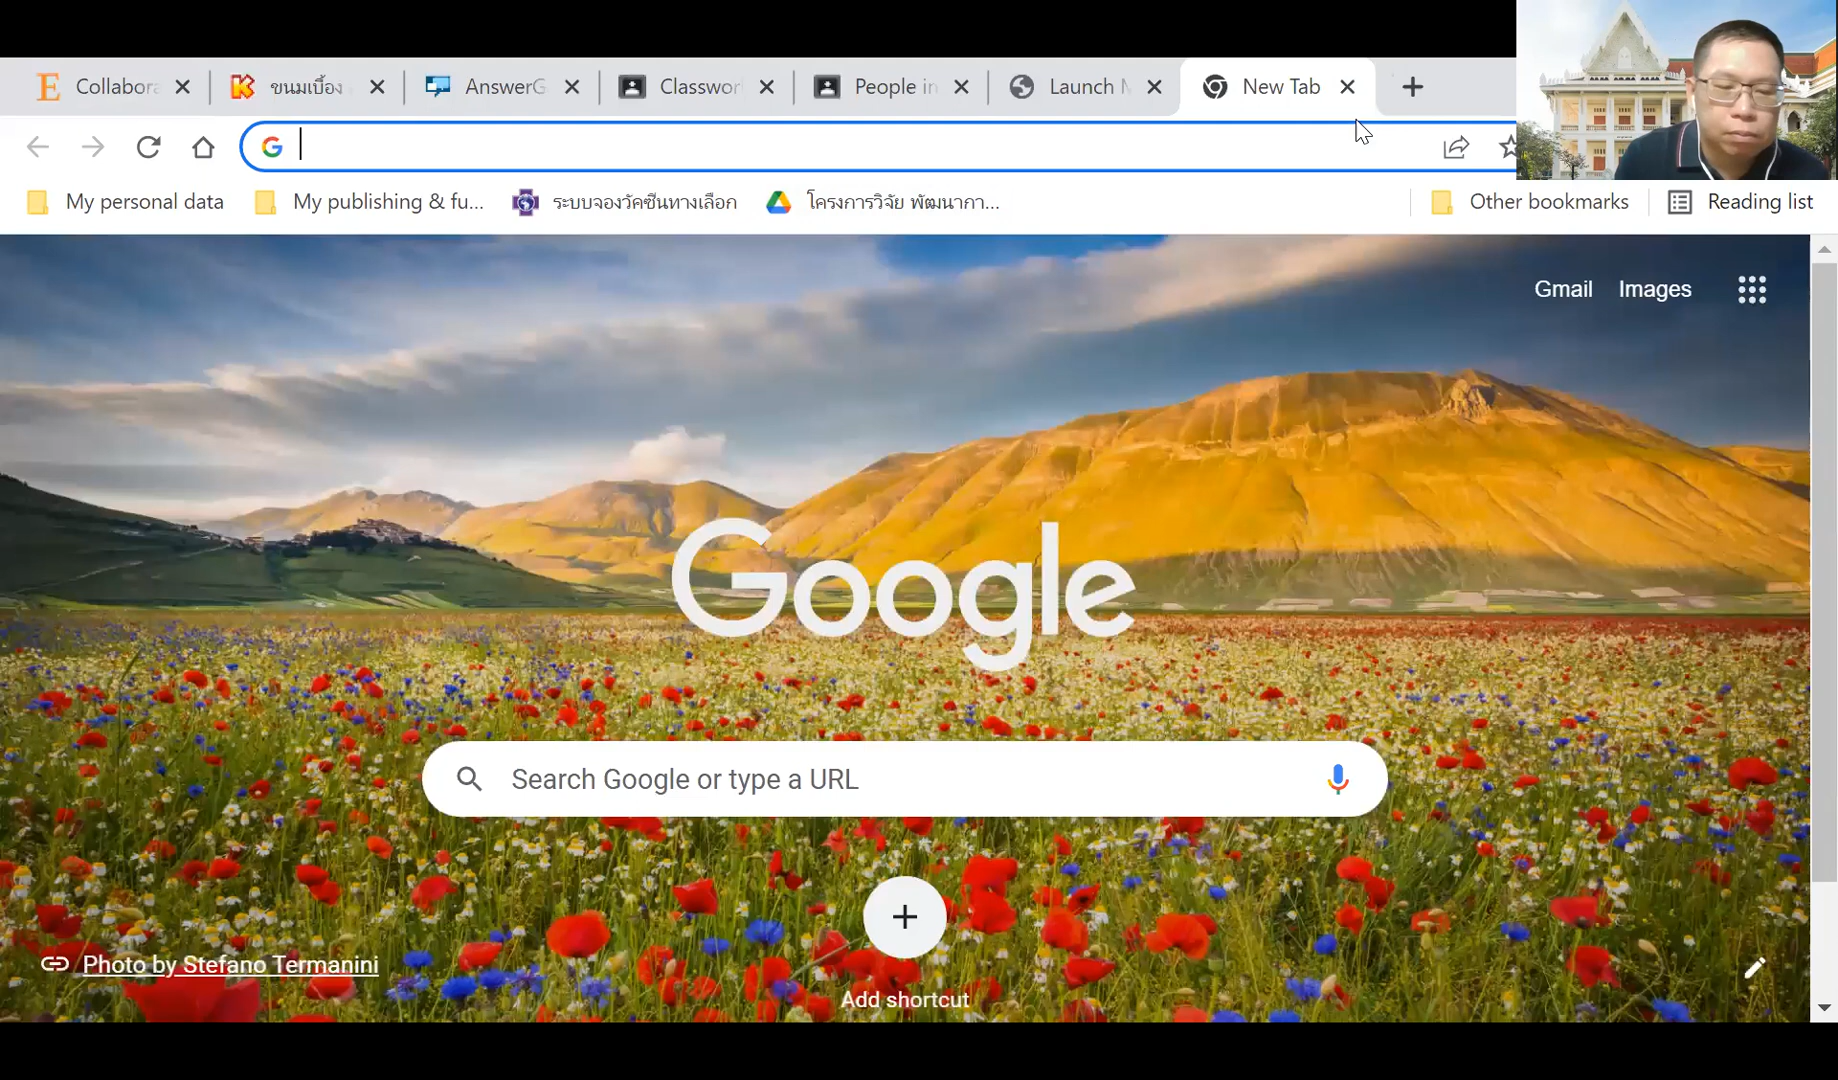 Collabora
ขนมเบื้อง
AnswerG
Classwor
People in
Launch M
New Tab
My personal data
My publishing & fu...
ระบบจองวัคซีนทางเลือก
โครงการวิจัย พัฒนากา...
Other bookmarks
Reading list
Gmail
Images
Google
Search Google or type a URL
Photo by Stefano Termanini
Add shortcut